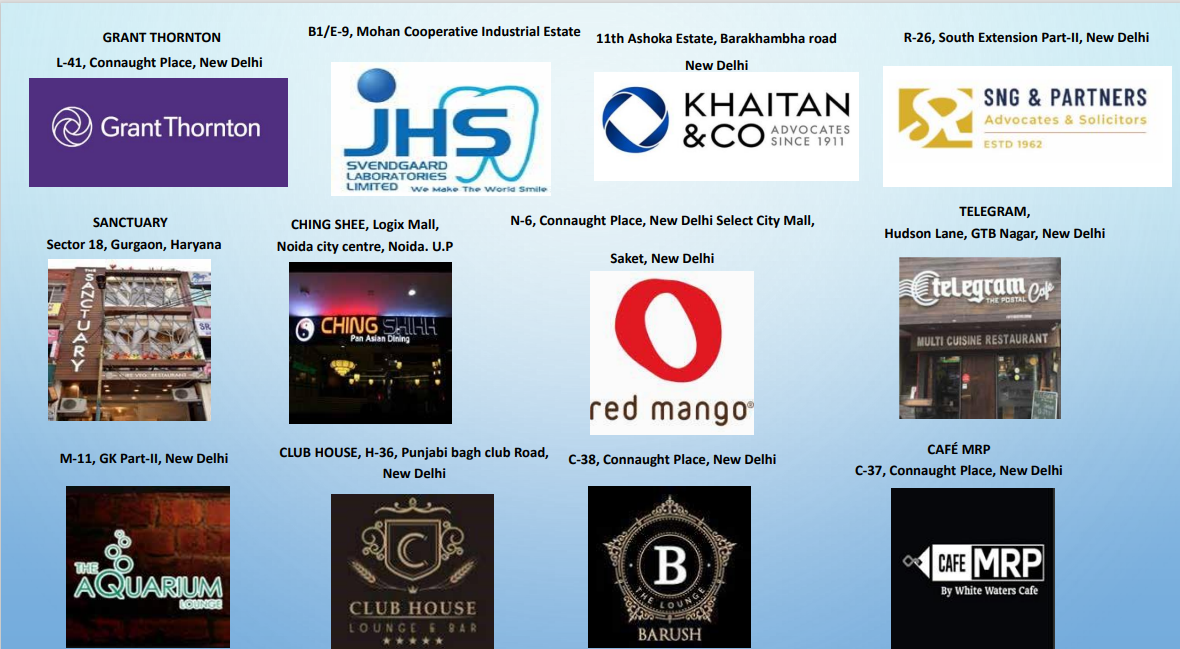 GRANT THORNTON
L-41, Connaught Place, New Delhi
GrantThornton
B1/E-9, Mohan Cooperative Industrial Estate
JHS
SVENDGAARD
LABORATORIES
LIMITED
We Make The World Smile
11th Ashoka Estate, Barakhambha road
New Delhi
KHAITAN
&CO
ADVOCATES
SINCE 1911
R-26, South Extension Part-II, New Delhi
SNG & PARTNERS
Advocates & Solicitors
ESTD 1962
SANCTUARY
Sector 18, Gurgaon, Haryana
THE
SANCTUARY
CHING SHEE, Logix Mall,
Noida city centre, Noida. U.P
CHING SHIHH
Pan Asian Dining
N-6, Connaught Place, New Delhi Select City Mall,
Saket, New Delhi
red mango®
TELEGRAM,
Hudson Lane, GTB Nagar, New Delhi
telegram
THE POSTAL Cafe
MULTI CUISINE RESTAURANT
M-11, GK Part-II, New Delhi
THE
AQUARIUM
LOUNGE
CLUB HOUSE, H-36, Punjabi bagh club Road,
New Delhi
C
CLUB HOUSE
LOUNGE & BAR
C-38, Connaught Place, New Delhi
B
THE LOUNGE
BARUSH
CAFÉ MRP
C-37, Connaught Place, New Delhi
CAFE MRP
By White Waters Cafe